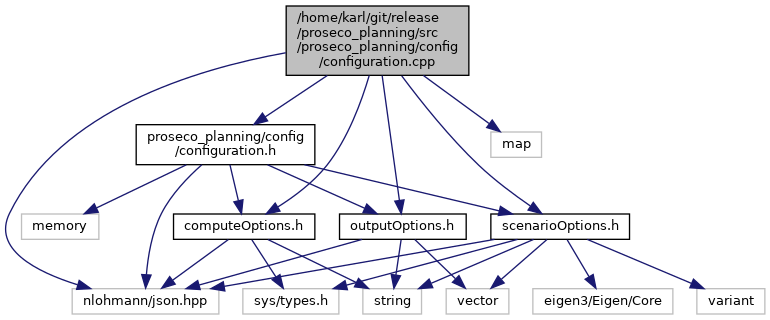 /home/karl/git/release
/proseco_planning/src
/proseco_planning/config
/configuration.cpp
proseco_planning/config
/configuration.h
map
memory
computeOptions.h
outputOptions.h
scenarioOptions.h
nlohmann/json.hpp
sys/types.h
string
vector
eigen3/Eigen/Core
variant